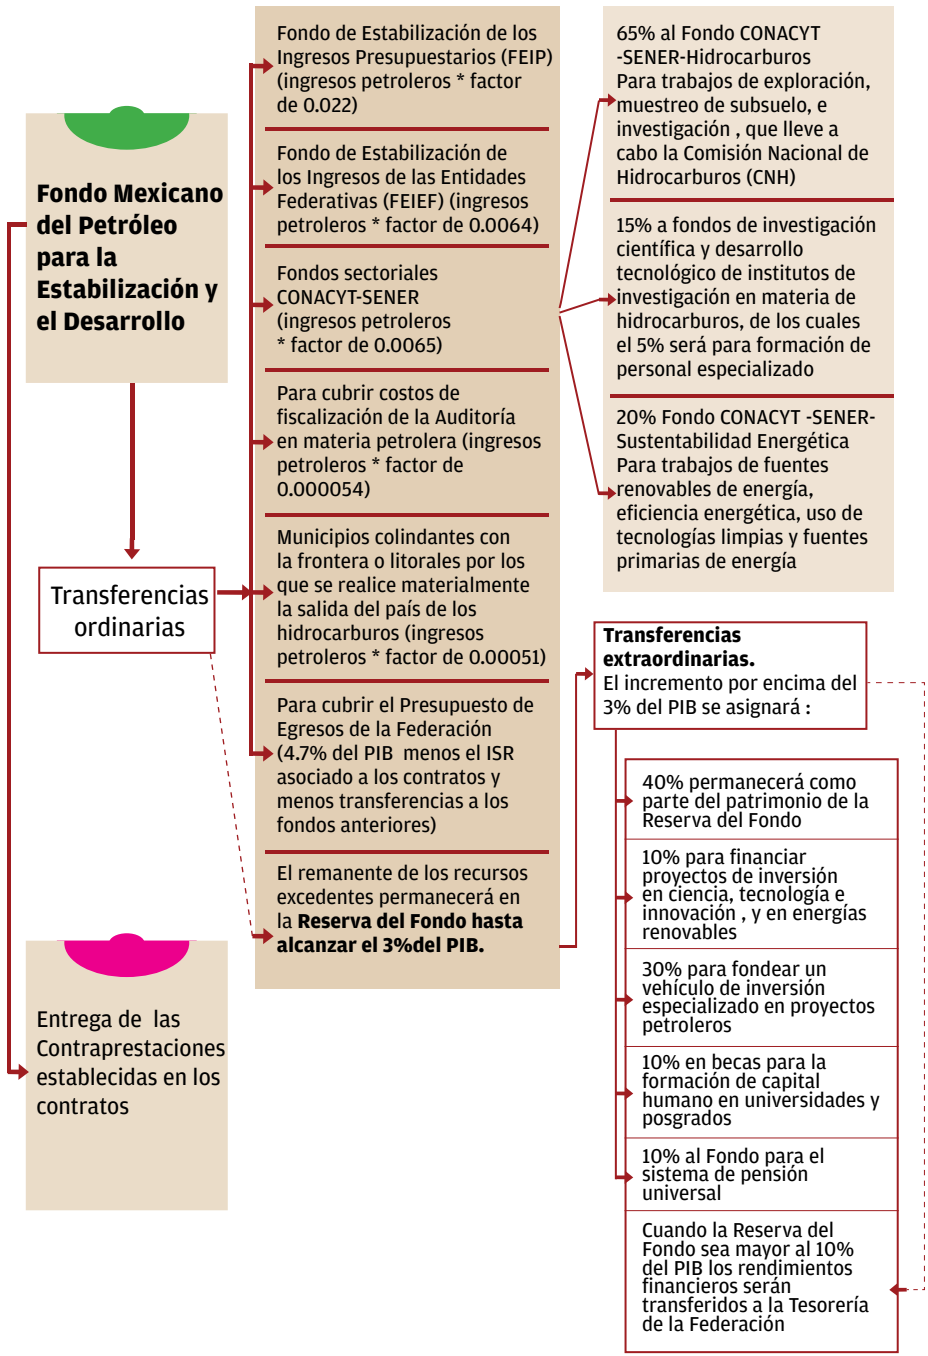 Fondo Mexicano
del Petróleo
para la
Estabilización y
el Desarrollo
Transferencias
ordinarias
Entrega de las
Contraprestaciones
establecidas en los
contratos
Fondo de Estabilización de los
Ingresos Presupuestarios (FEIP)
(ingresos petroleros * factor
de 0.022)
Fondo de Estabilización de
los Ingresos de las Entidades
Federativas (FEIEF) (ingresos
petroleros * factor de 0.0064)
Fondos sectoriales
CONACYT-SENER
(ingresos petroleros
* factor de 0.0065)
Para cubrir costos de
fiscalización de la Auditoría
en materia petrolera (ingresos
petroleros * factor de
0.000054)
Municipios colindantes con
la frontera o litorales por los
que se realice materialmente
la salida del país de los
hidrocarburos (ingresos
petroleros * factor de 0.00051)
Para cubrir el Presupuesto de
Egresos de la Federación
(4.7% del PIB menos el ISR
asociado a los contratos y
menos transferencias a los
fondos anteriores)
El remanente de los recursos
excedentes permanecerá en
la Reserva del Fondo hasta
alcanzar el 3%del PIB.
65% al Fondo CONACYT
-SENER-Hidrocarburos
Para trabajos de exploración,
muestreo de subsuelo, e
investigación , que lleve a
cabo la Comisión Nacional de
Hidrocarburos (CNH)
15% a fondos de investigación
científica y desarrollo
tecnológico de institutos de
investigación en materia de
hidrocarburos, de los cuales
el 5% será para formación de
personal especializado
20% Fondo CONACYT -SENER-
Sustentabilidad Energética
Para trabajos de fuentes
renovables de energía,
eficiencia energética, uso de
tecnologías limpias y fuentes
primarias de energía
Transferencias
extraordinarias.
El incremento por encima del
3% del PIB se asignará :
40% permanecerá como
parte del patrimonio de la
Reserva del Fondo
10% para financiar
proyectos de inversión
en ciencia, tecnología e
innovación , y en energías
renovables
30% para fondear un
vehículo de inversión
especializado en proyectos
petroleros
10% en becas para la
formación de capital
humano en universidades y
posgrados
10% al Fondo para el
sistema de pensión
universal
Cuando la Reserva del
Fondo sea mayor al 10%
del PIB los rendimientos
financieros serán
transferidos a la Tesorería
de la Federación